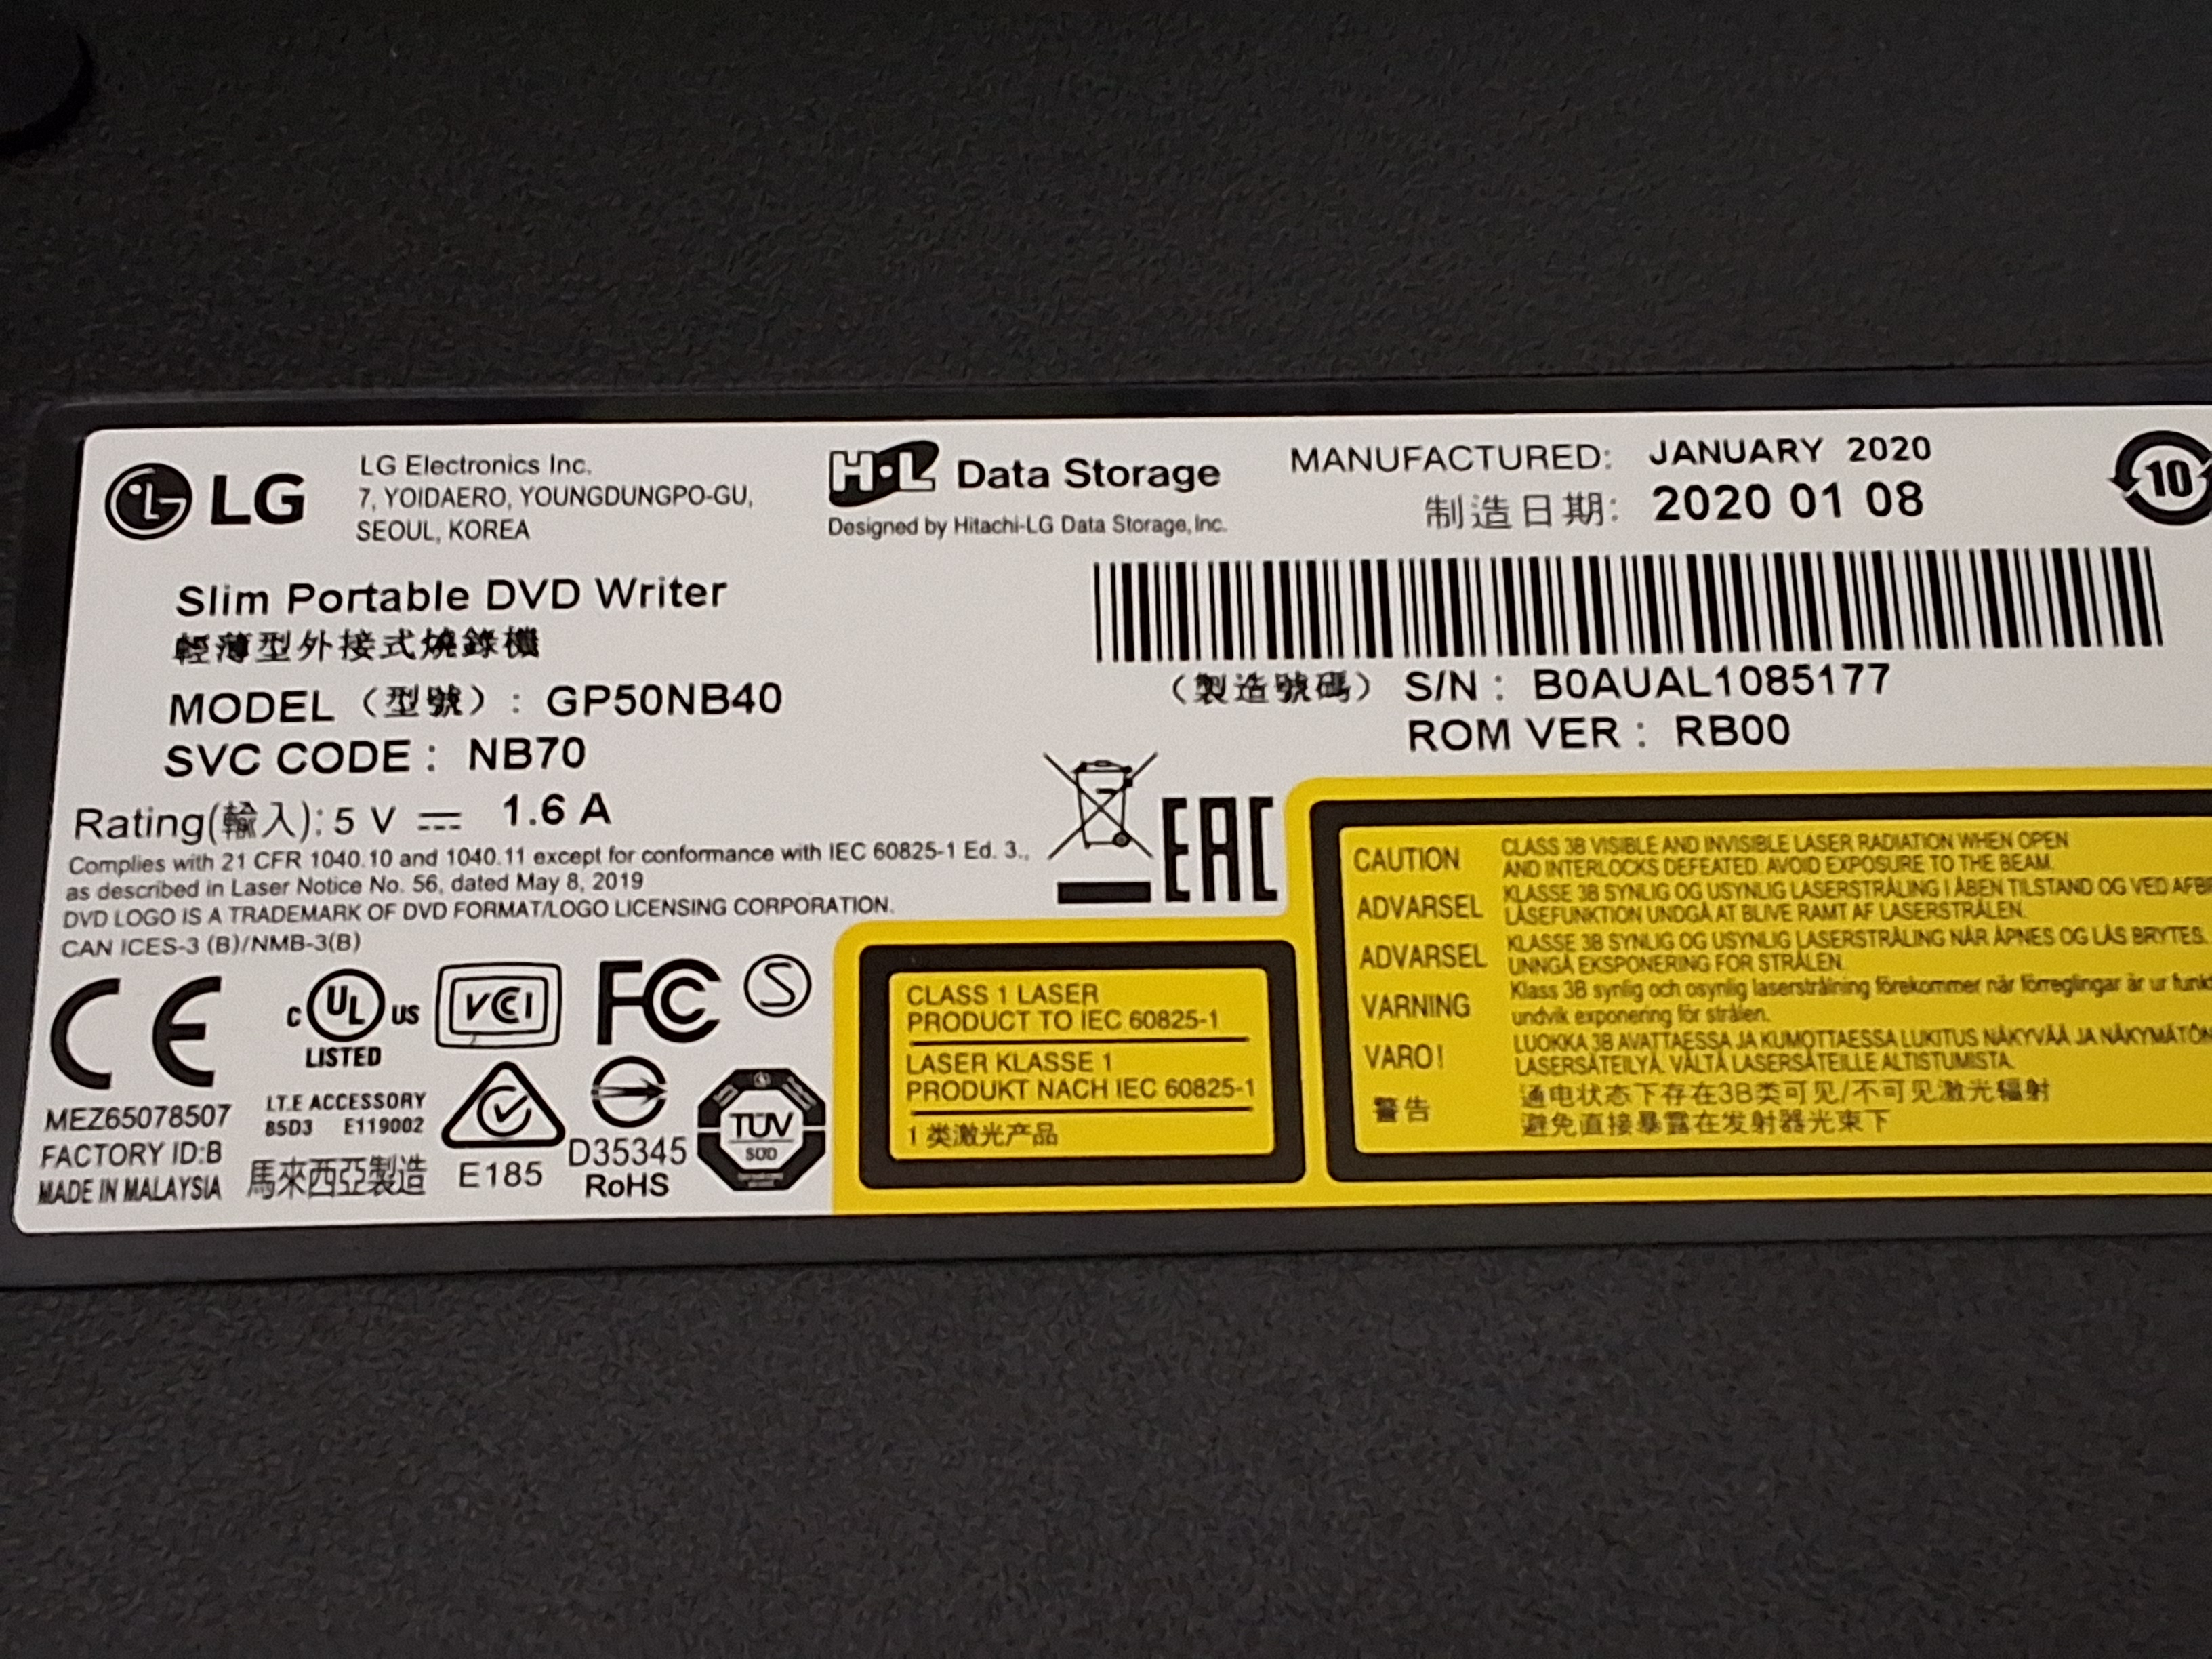 LG
LG Electronics Inc.
7, YOIDAERO, YOUNGDUNGPO-GU,
SEOUL, KOREA
H·L Data Storage
Designed by Hitachi-LG Data Storage, Inc.
MANUFACTURED: JANUARY 2020
制造日期: 2020 01 08
10
Slim Portable DVD Writer
輕薄型外接式燒錄機
MODEL (型號) : GP50NB40
SVC CODE : NB70
Rating(輸入): 5 V 1.6 A
(製造號碼) S/N : B0AUAL1085177
ROM VER : RB00
Complies with 21 CFR 1040.10 and 1040.11 except for conformance with IEC 60825-1 Ed. 3.,
as described in Laser Notice No. 56, dated May 8, 2019
DVD LOGO IS A TRADEMARK OF DVD FORMAT/LOGO LICENSING CORPORATION.
CAN ICES-3 (B)/NMB-3(B)
EAC
CE
C UL US
LISTED
VCI
FC
S
I.T.E ACCESSORY
85D3 E119002
MEZ65078507
FACTORY ID:B
MADE IN MALAYSIA
馬來西亞製造
E185
D35345
RoHS
TÜV
SÜD
CLASS 1 LASER
PRODUCT TO IEC 60825-1
LASER KLASSE 1
PRODUKT NACH IEC 60825-1
1 类激光产品
CAUTION CLASS 3B VISIBLE AND INVISIBLE LASER RADIATION WHEN OPEN
AND INTERLOCKS DEFEATED. AVOID EXPOSURE TO THE BEAM.
ADVARSEL KLASSE 3B SYNLIG OG USYNLIG LASERSTRÅLING I ÅBEN TILSTAND OG VED AFBR
LÅSEFUNKTION UNDGÅ AT BLIVE RAMT AF LASERSTRÅLEN.
ADVARSEL KLASSE 3B SYNLIG OG USYNLIG LASERSTRÅLING NÅR ÅPNES OG LÅS BRYTES.
UNNGÅ EKSPONERING FOR STRÅLEN.
VARNING Klass 3B synlig och osynlig laserstrålning förekommer når förreglingar är ur funkt
undvik exponering för strålen.
VARO! LUOKKA 3B AVATTAESSA JA KUMOTTAESSA LUKITUS NÄKYVÄÄ JA NÄKYMÄTÖN
LASERSÄTEILYÄ. VÄLTÄ LASERSÄTEILLE ALTISTUMISTA.
警告 通电状态下存在3B类可见/不可见激光辐射
避免直接暴露在发射器光束下